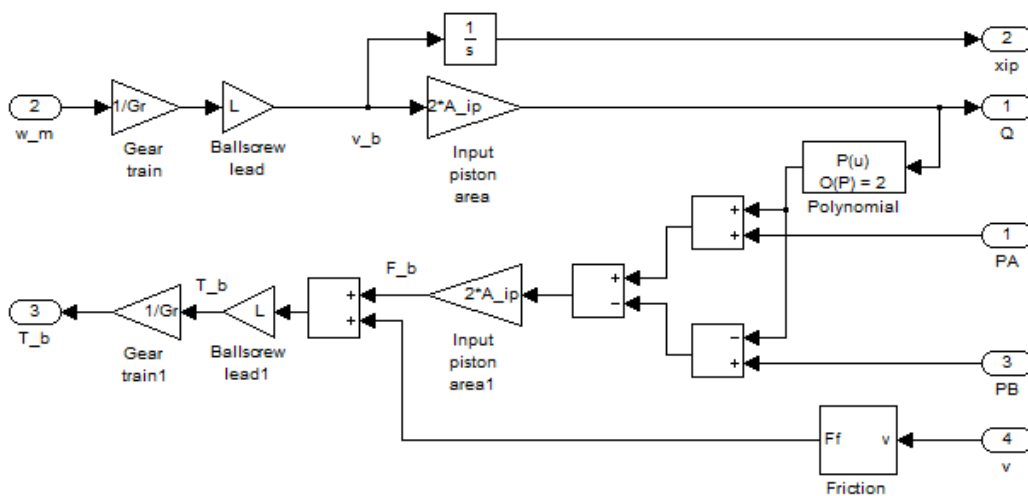 1
s
2
xip
2
w_m
1/Gr
Gear
train
L
Ballscrew
lead
v_b
2*A_ip
Input
piston
area
1
Q
P(u)
O(P) = 2
Polynomial
+
+
1
PA
3
T_b
1/Gr
Gear
train1
T_b
L
Ballscrew
lead1
+
+
F_b
2*A_ip
Input
piston
area1
+
−
−
+
3
PB
Ff
v
Friction
4
v